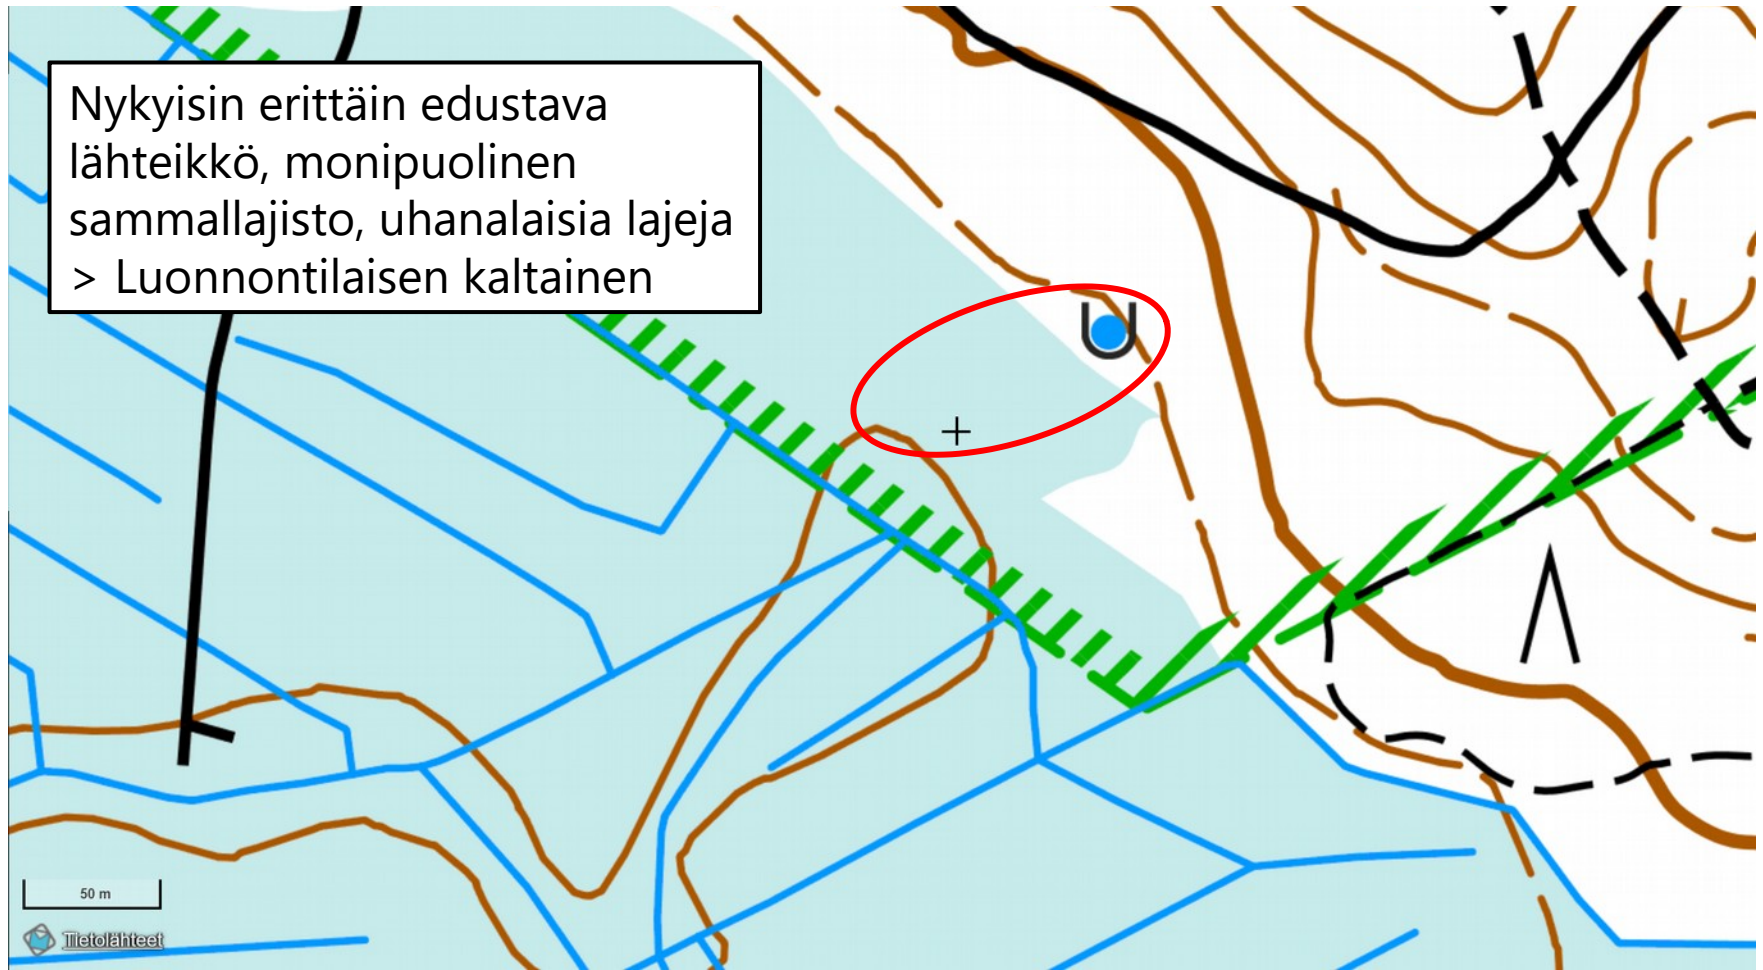 Nykyisin erittäin edustava
lähteikkö, monipuolinen
sammallajisto, uhanalaisia lajeja
> Luonnontilaisen kaltainen
50 m
Tietolähteet